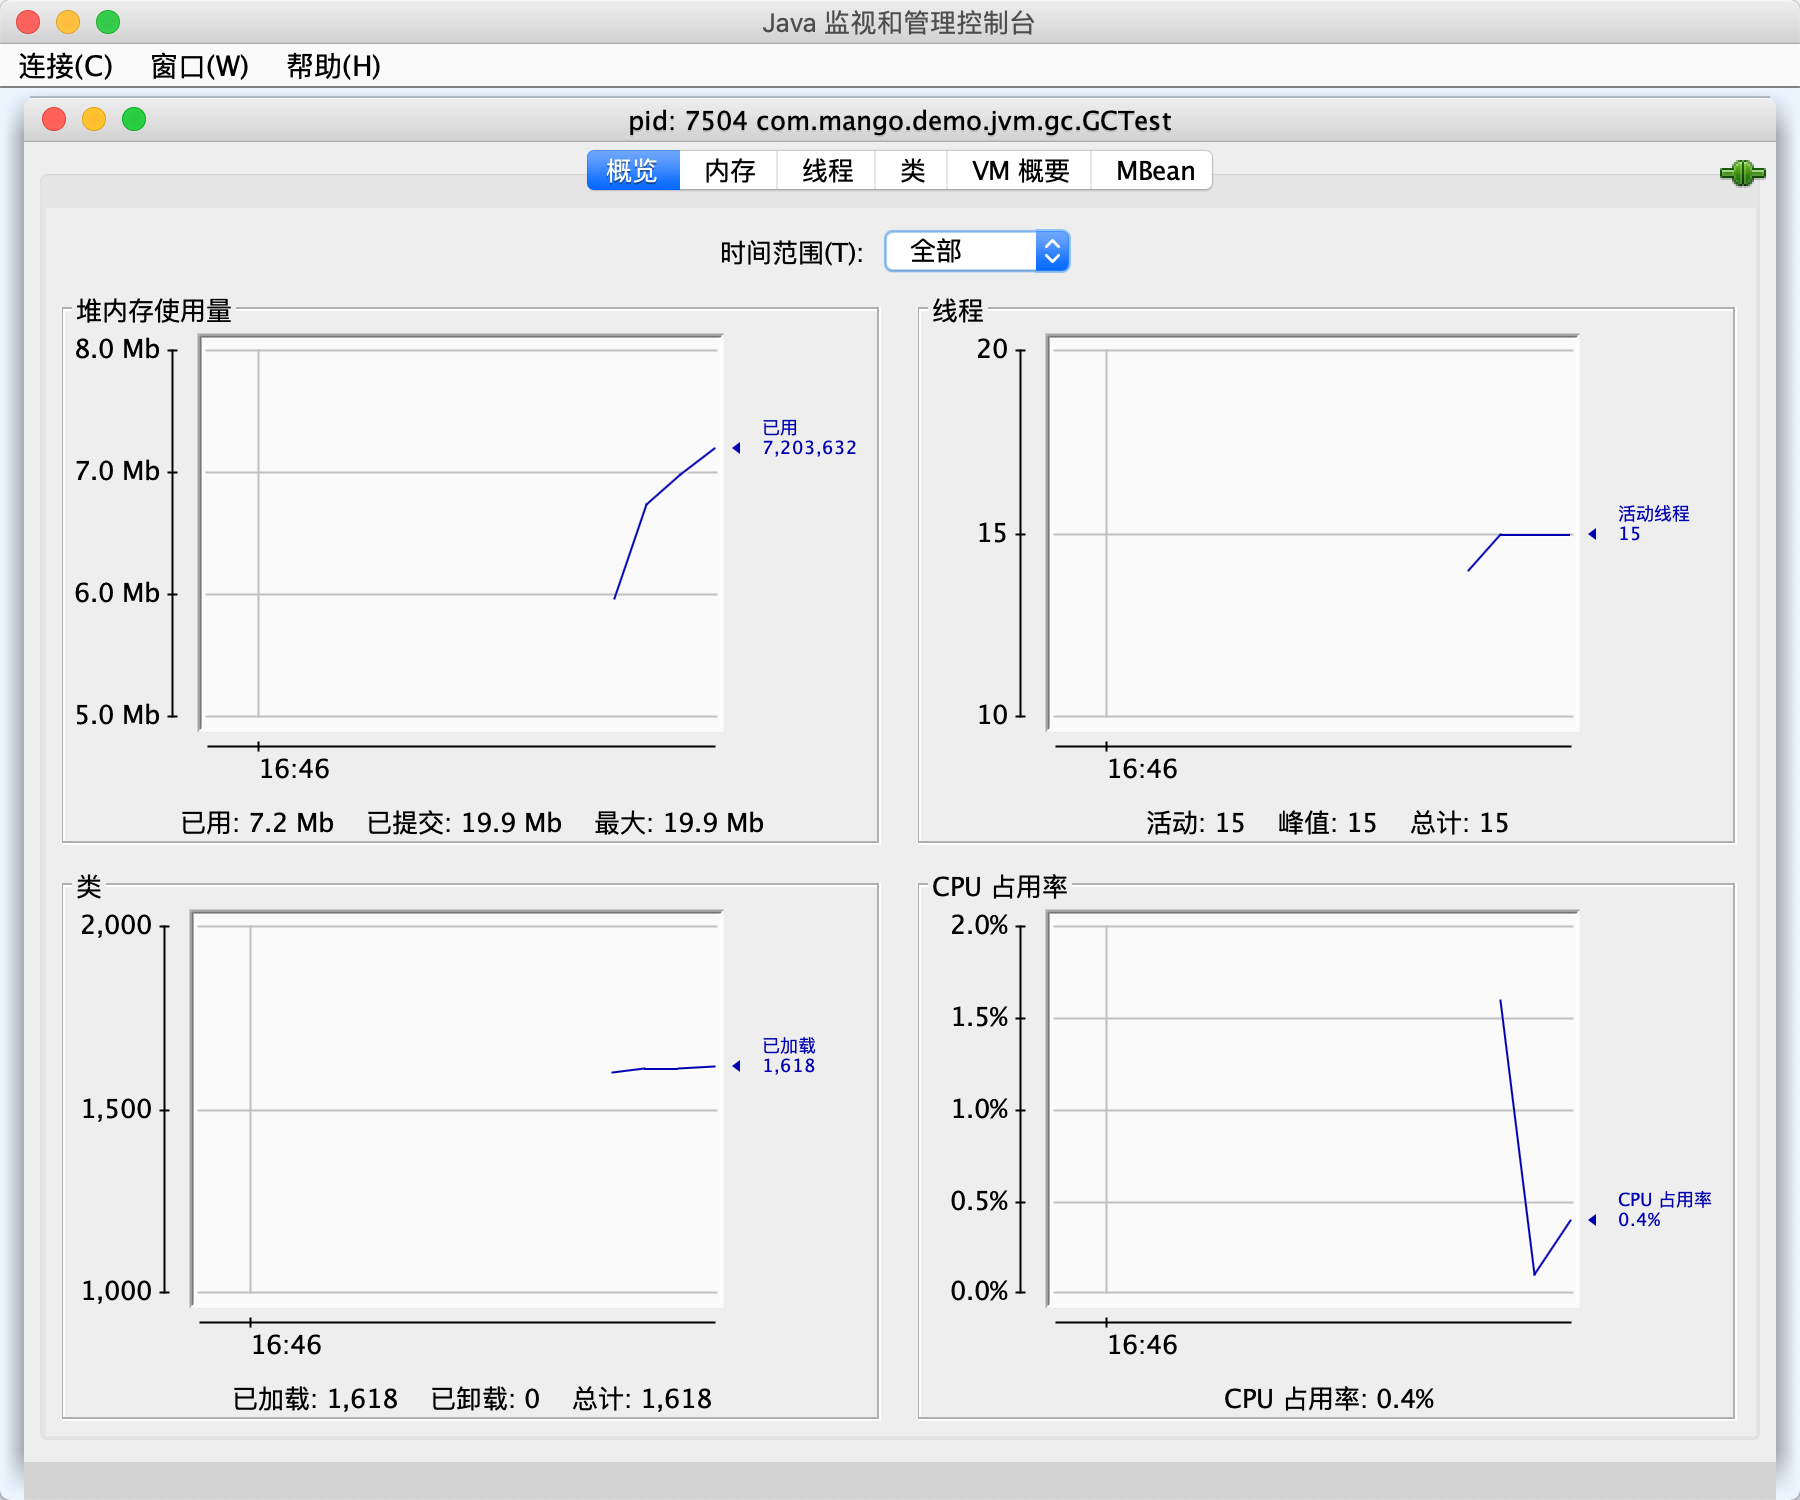 Java 监视和管理控制台
连接(C) 窗口(W) 帮助(H)
pid: 7504 com.mango.demo.jvm.gc.GCTest
概览 内存 线程 类 VM 概要 MBean
时间范围(T): 全部
堆内存使用量
8.0 Mb
7.0 Mb
6.0 Mb
5.0 Mb
已用
7,203,632
16:46
已用: 7.2 Mb 已提交: 19.9 Mb 最大: 19.9 Mb
线程
20
15
10
活动线程
15
16:46
活动: 15 峰值: 15 总计: 15
类
2,000
1,500
1,000
已加载
1,618
16:46
已加载: 1,618 已卸载: 0 总计: 1,618
CPU 占用率
2.0%
1.5%
1.0%
0.5%
0.0%
CPU 占用率
0.4%
16:46
CPU 占用率: 0.4%